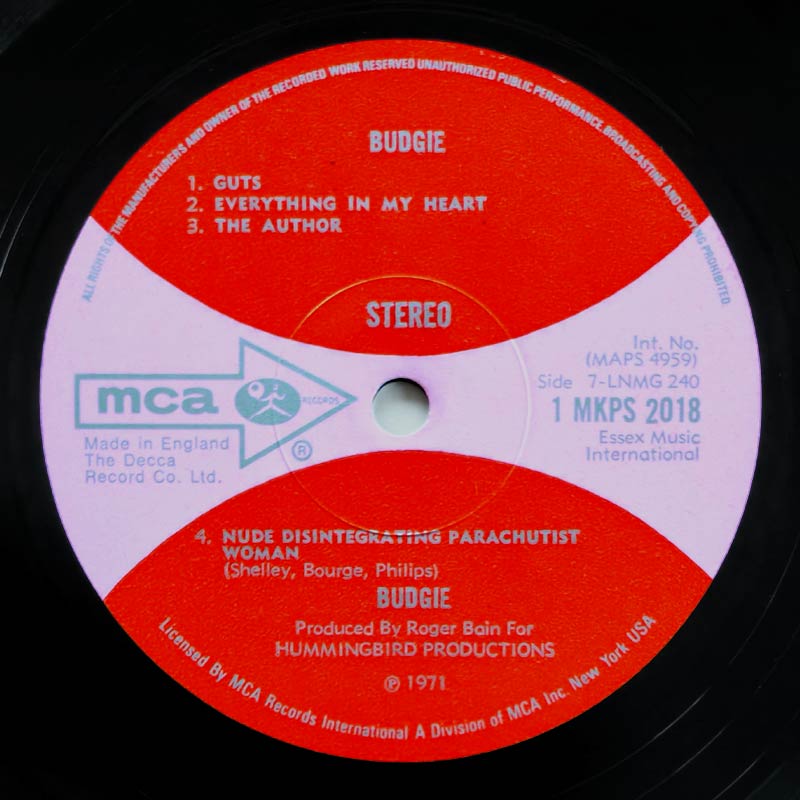 ALL RIGHTS OF THE MANUFACTURERS AND OWNER OF THE RECORDED WORK RESERVED UNAUTHORIZED PUBLIC PERFORMANCE, BROADCASTING AND COPYING PROHIBITED
BUDGIE
1. GUTS
2. EVERYTHING IN MY HEART
3. THE AUTHOR
STEREO
mca RECORDS
®
Made in England
The Decca
Record Co. Ltd.
Int. No.
(MAPS 4959)
Side 7-LNMG 240
1 MKPS 2018
Essex Music
International
4. NUDE DISINTEGRATING PARACHUTIST
WOMAN
(Shelley, Bourge, Philips)
BUDGIE
Produced By Roger Bain For
HUMMINGBIRD PRODUCTIONS
℗ 1971
Licensed By MCA Records International A Division of MCA Inc. New York USA